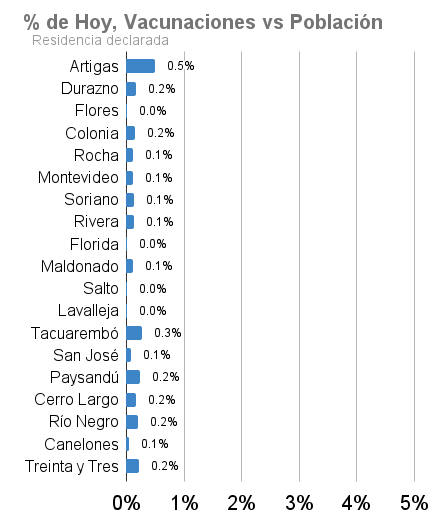 % de Hoy, Vacunaciones vs Población
Residencia declarada
Artigas 0.5%
Durazno 0.2%
Flores 0.0%
Colonia 0.2%
Rocha 0.1%
Montevideo 0.1%
Soriano 0.1%
Rivera 0.1%
Florida 0.0%
Maldonado 0.1%
Salto 0.0%
Lavalleja 0.0%
Tacuarembó 0.3%
San José 0.1%
Paysandú 0.2%
Cerro Largo 0.2%
Río Negro 0.2%
Canelones 0.1%
Treinta y Tres 0.2%
0% 1% 2% 3% 4% 5%